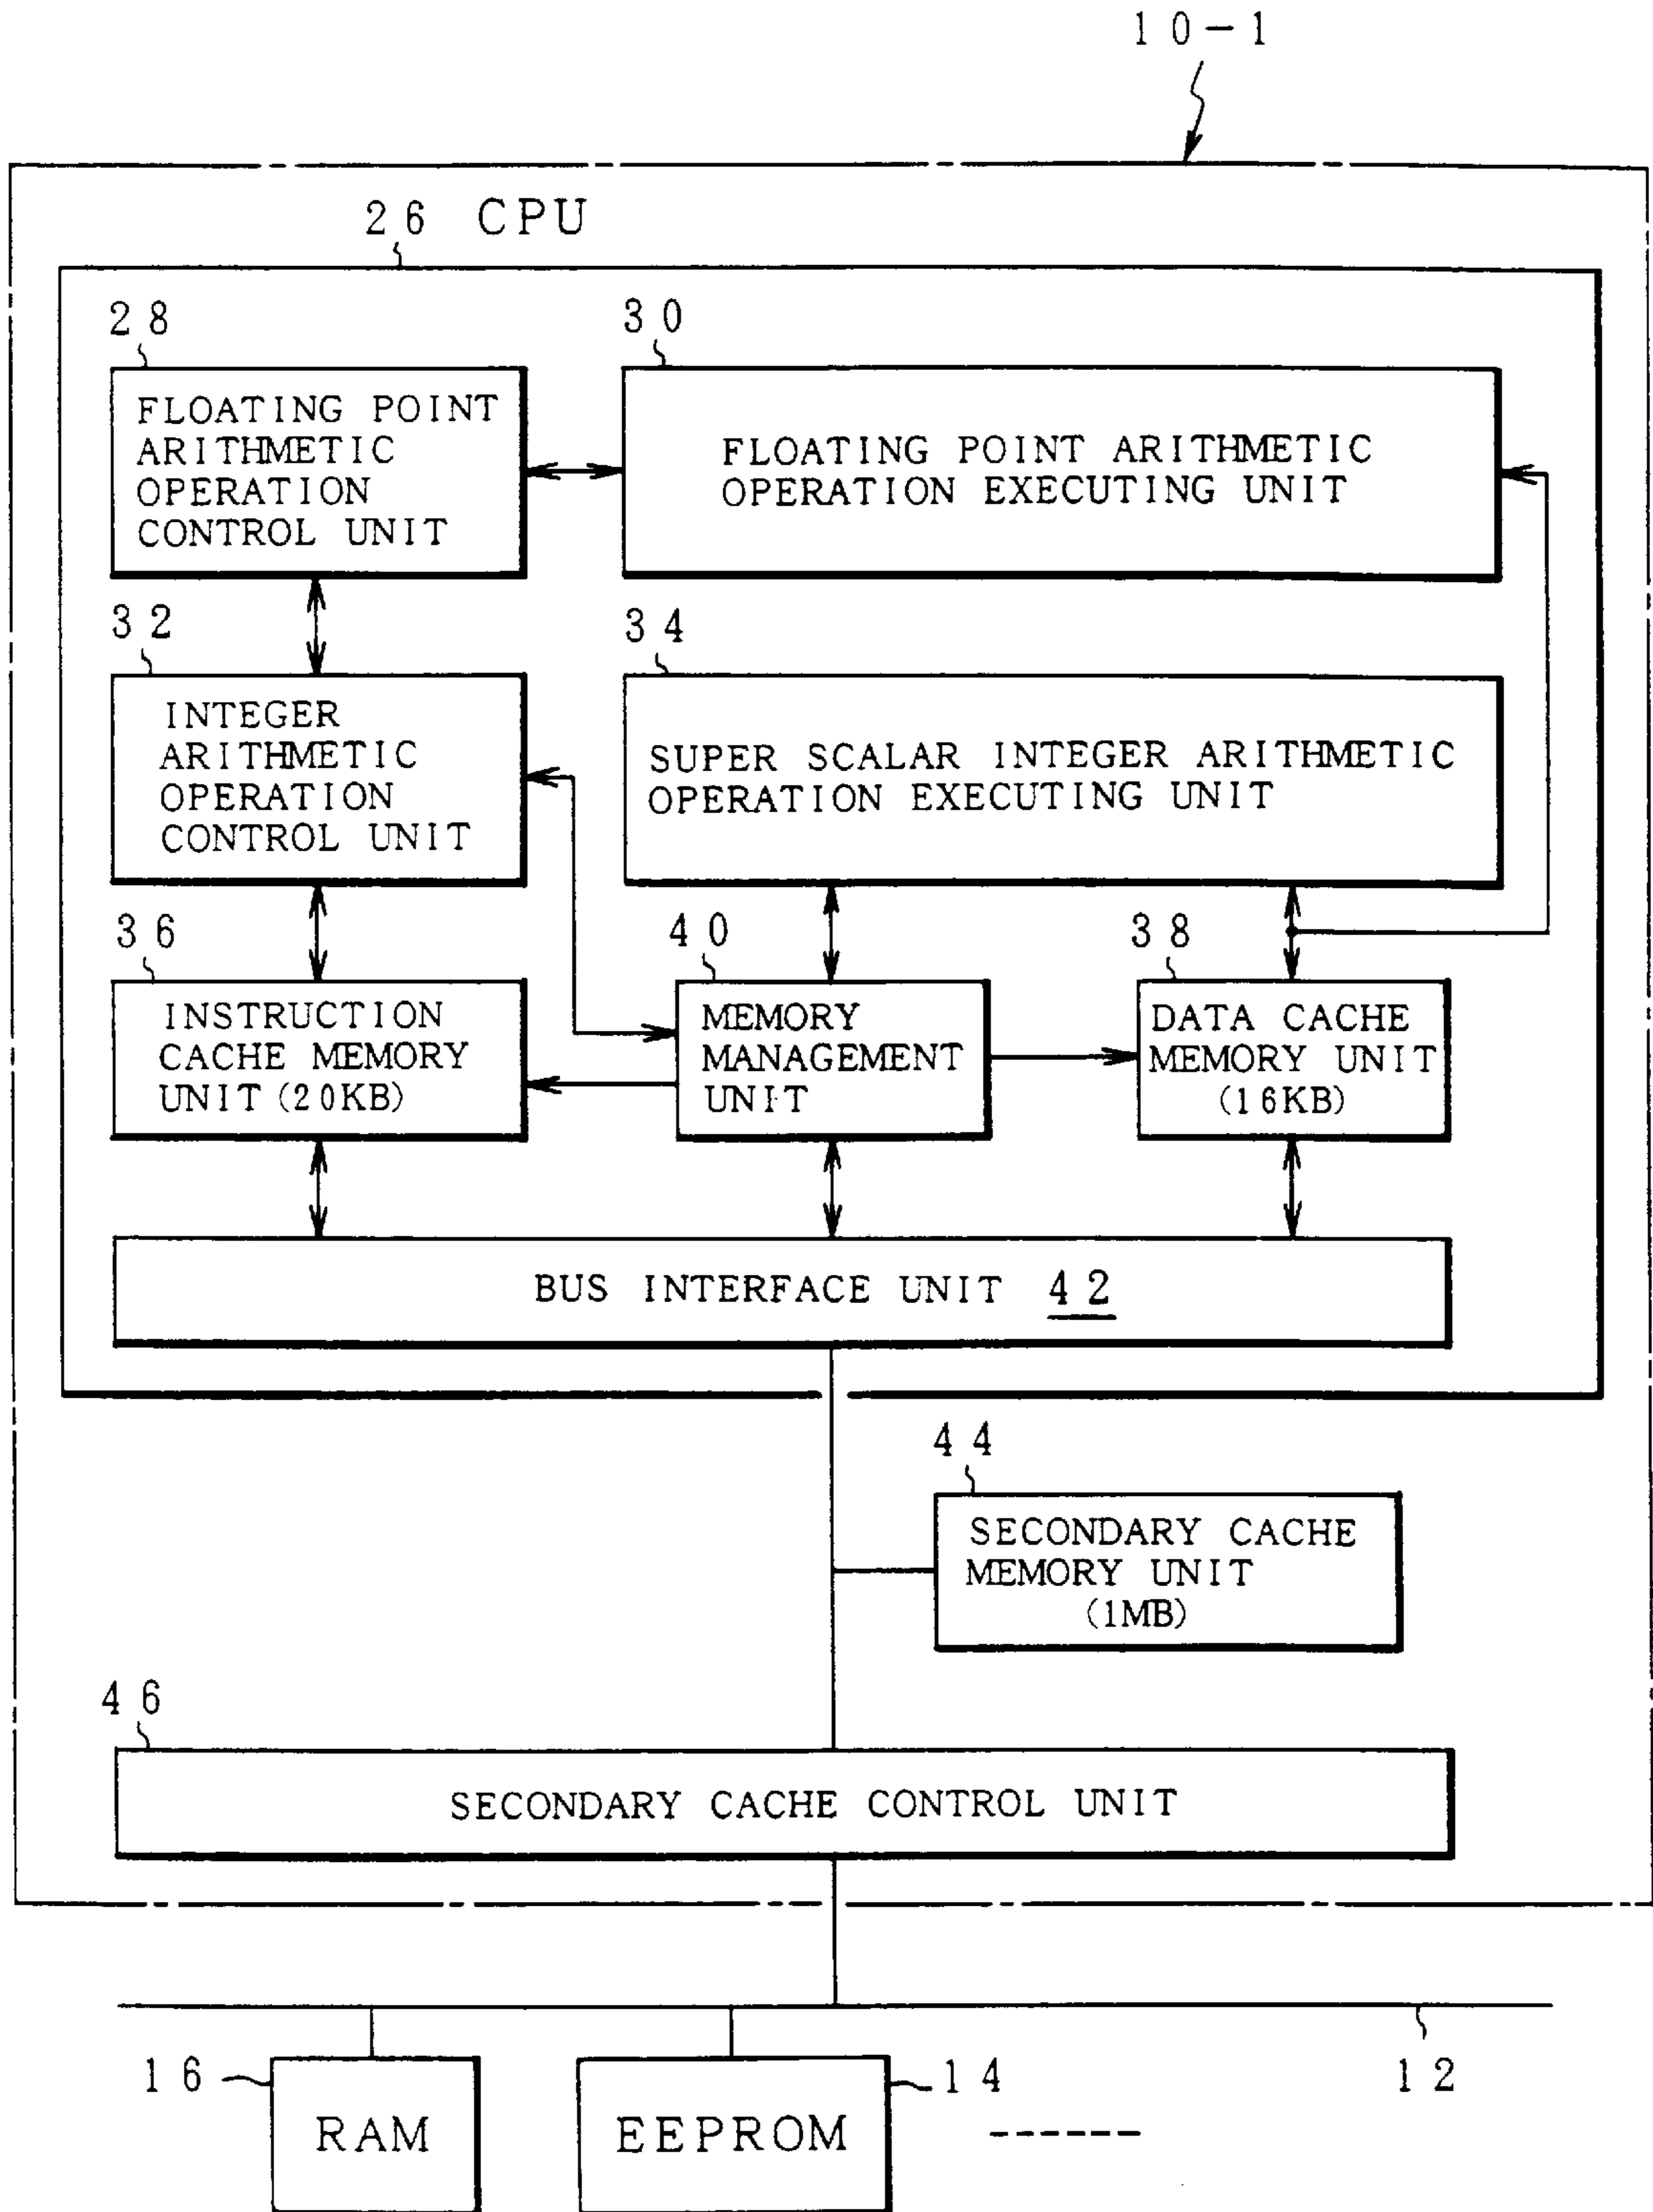 10-1
26 CPU
28
30
FLOATING POINT
ARITHMETIC
OPERATION
CONTROL UNIT
FLOATING POINT ARITHMETIC
OPERATION EXECUTING UNIT
32
34
INTEGER
ARITHMETIC
OPERATION
CONTROL UNIT
SUPER SCALAR INTEGER ARITHMETIC
OPERATION EXECUTING UNIT
36
40
38
INSTRUCTION
CACHE MEMORY
UNIT (20KB)
MEMORY
MANAGEMENT
UNIT
DATA CACHE
MEMORY UNIT
(16KB)
BUS INTERFACE UNIT 42
44
SECONDARY CACHE
MEMORY UNIT
(1MB)
46
SECONDARY CACHE CONTROL UNIT
12
16
RAM
14
EEPROM